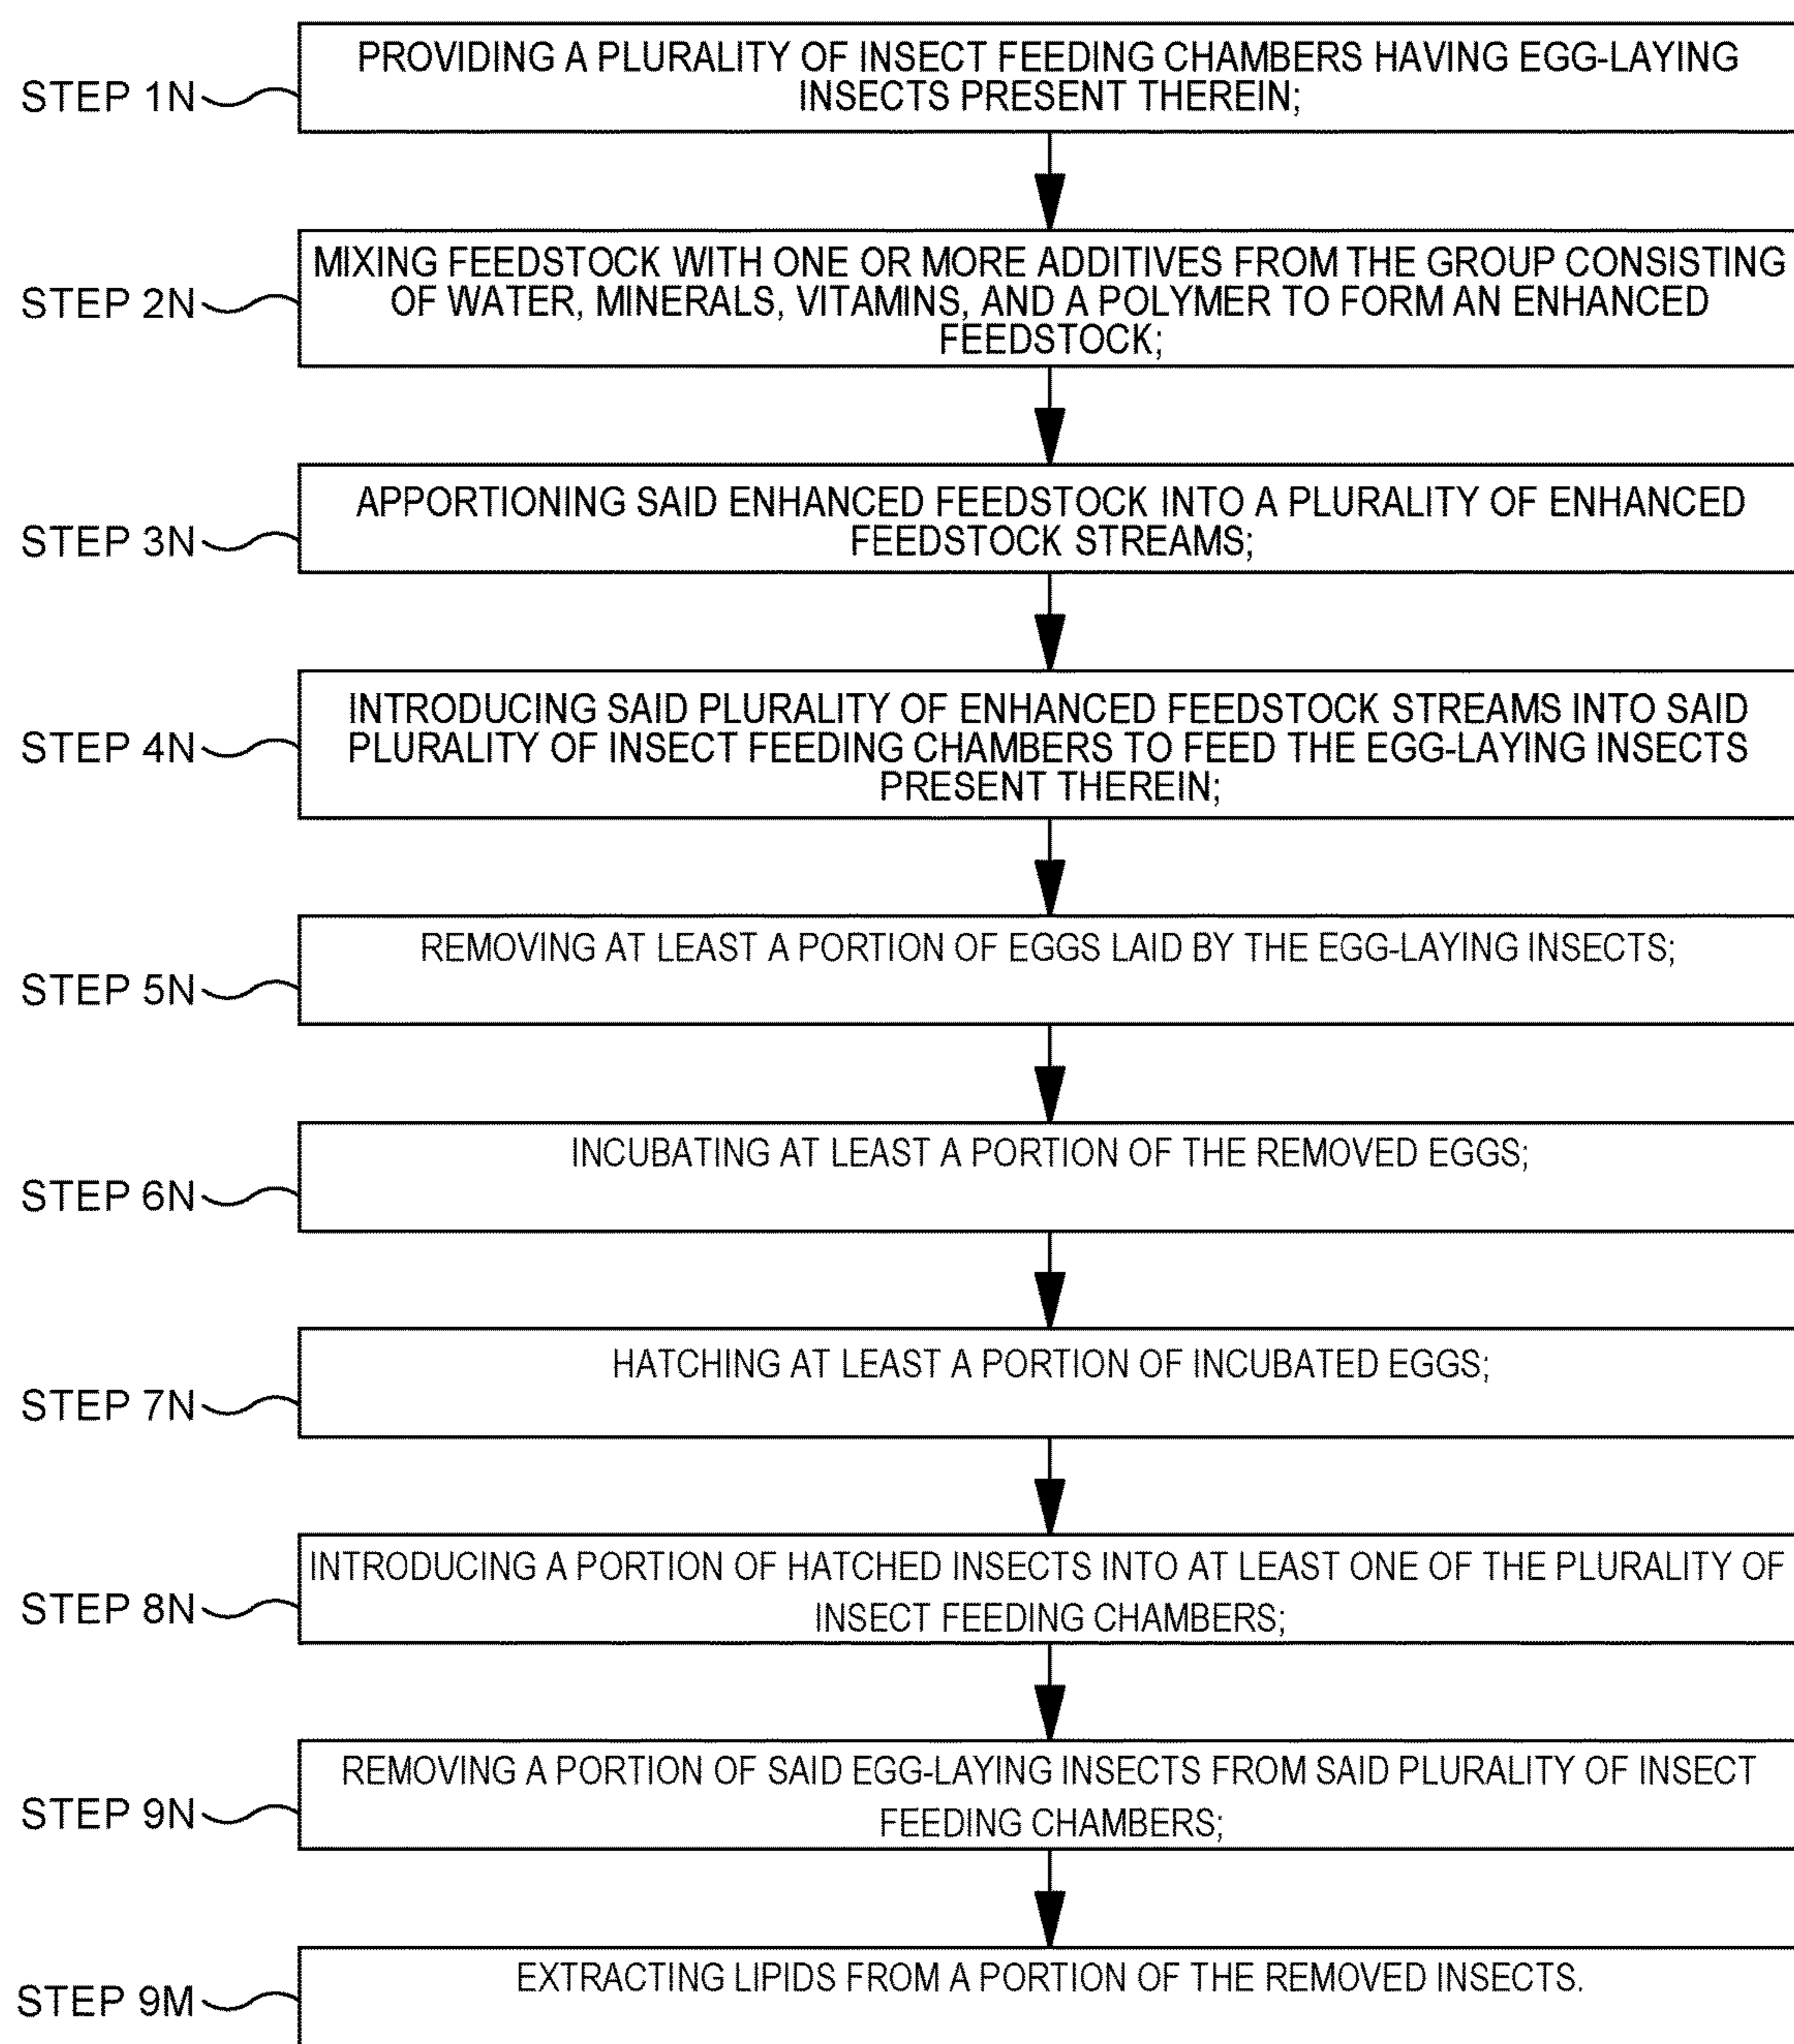 STEP 1N
PROVIDING A PLURALITY OF INSECT FEEDING CHAMBERS HAVING EGG-LAYING
INSECTS PRESENT THEREIN;
STEP 2N
MIXING FEEDSTOCK WITH ONE OR MORE ADDITIVES FROM THE GROUP CONSISTING
OF WATER, MINERALS, VITAMINS, AND A POLYMER TO FORM AN ENHANCED
FEEDSTOCK;
STEP 3N
APPORTIONING SAID ENHANCED FEEDSTOCK INTO A PLURALITY OF ENHANCED
FEEDSTOCK STREAMS;
STEP 4N
INTRODUCING SAID PLURALITY OF ENHANCED FEEDSTOCK STREAMS INTO SAID
PLURALITY OF INSECT FEEDING CHAMBERS TO FEED THE EGG-LAYING INSECTS
PRESENT THEREIN;
STEP 5N
REMOVING AT LEAST A PORTION OF EGGS LAID BY THE EGG-LAYING INSECTS;
STEP 6N
INCUBATING AT LEAST A PORTION OF THE REMOVED EGGS;
STEP 7N
HATCHING AT LEAST A PORTION OF INCUBATED EGGS;
STEP 8N
INTRODUCING A PORTION OF HATCHED INSECTS INTO AT LEAST ONE OF THE PLURALITY OF
INSECT FEEDING CHAMBERS;
STEP 9N
REMOVING A PORTION OF SAID EGG-LAYING INSECTS FROM SAID PLURALITY OF INSECT
FEEDING CHAMBERS;
STEP 9M
EXTRACTING LIPIDS FROM A PORTION OF THE REMOVED INSECTS.